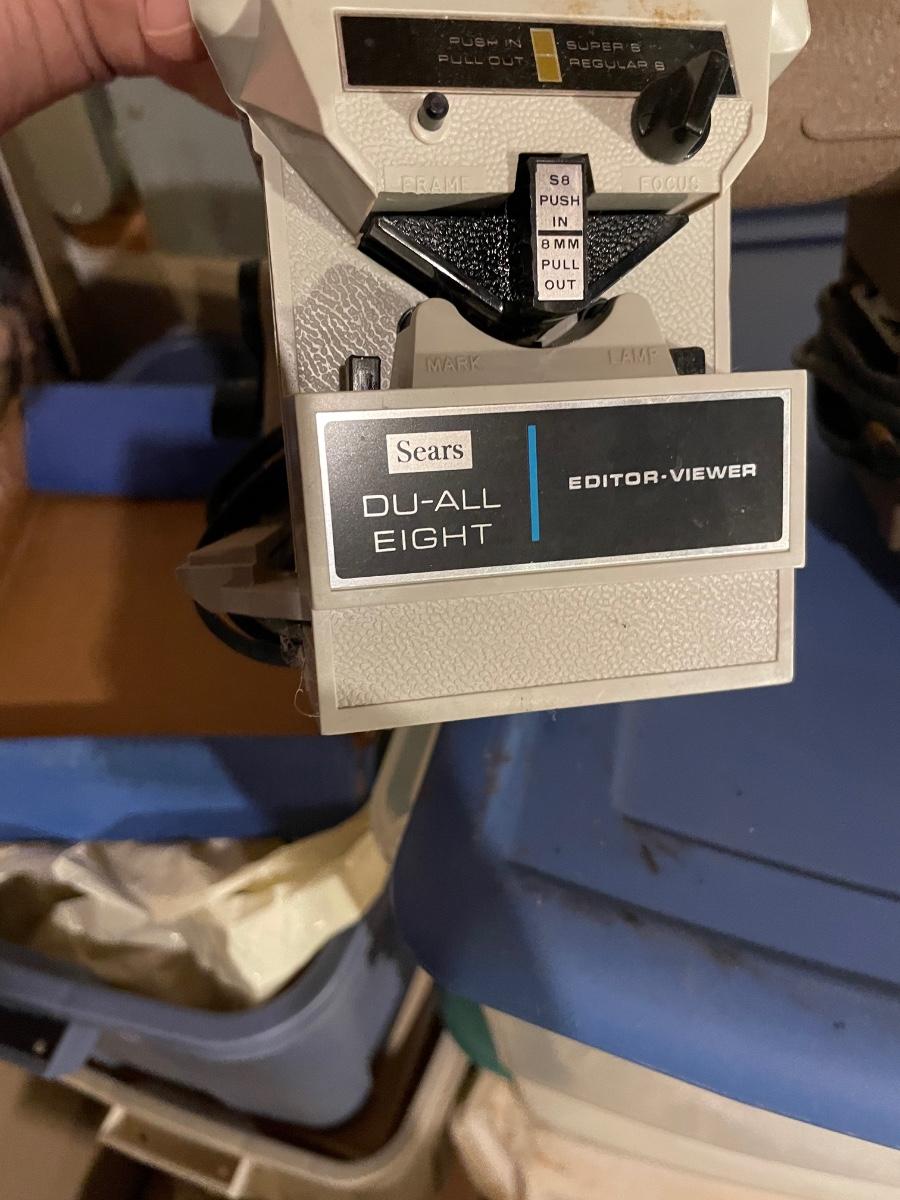 PUSH IN SUPER 8
PULL OUT REGULAR 8
FRAME FOCUS
S8
PUSH
IN
8MM
PULL
OUT
MARK LAMP
Sears
DU-ALL
EIGHT
EDITOR-VIEWER